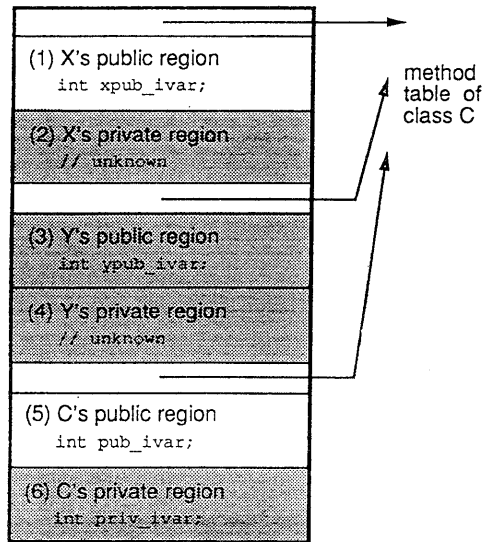 (1) X's public region
int xpub_ivar;
(2) X's private region
// unknown
(3) Y's public region
int ypub_ivar;
(4) Y's private region
// unknown
(5) C's public region
int pub_ivar;
(6) C's private region
int priv_ivar;
method
table of
class C